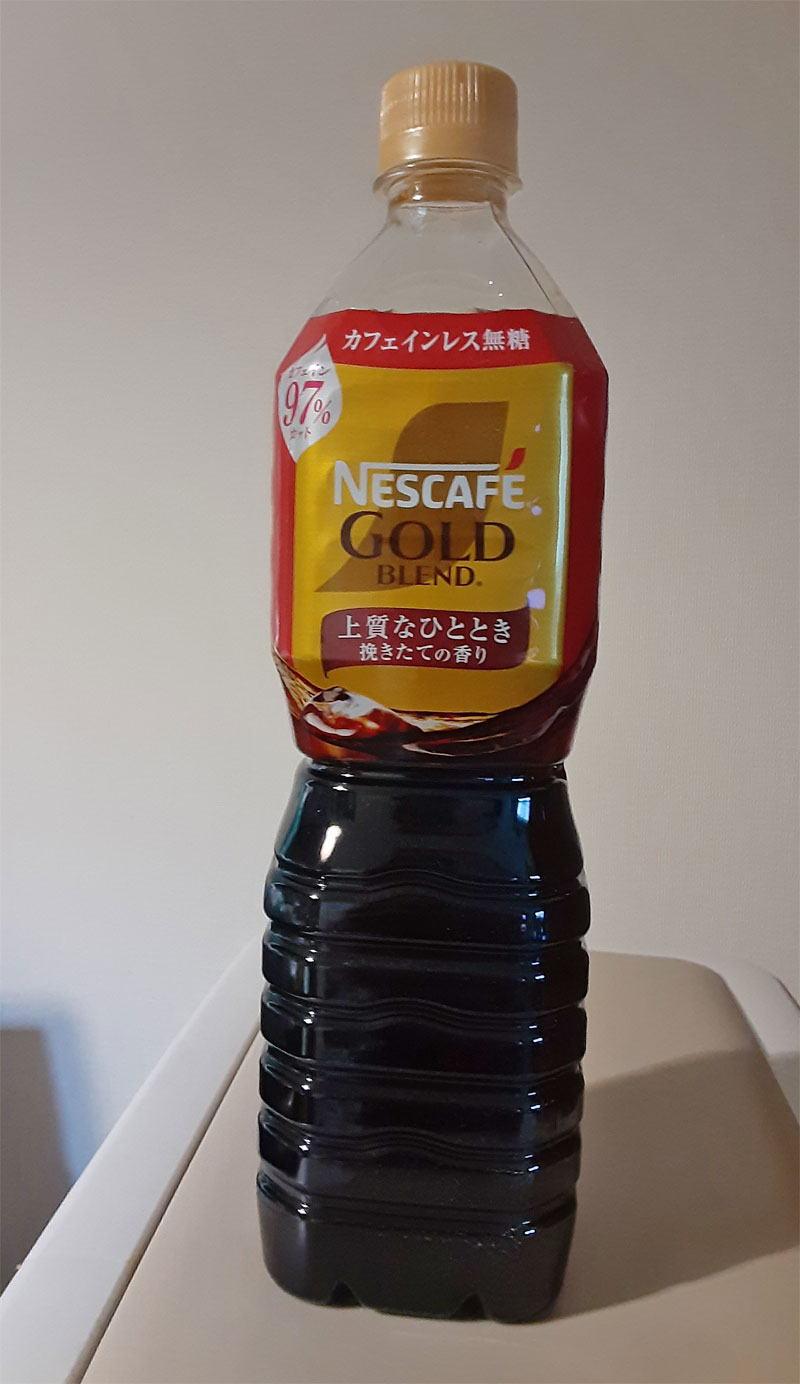 カフェインレス無糖
カフェイン
97%
カット
NESCAFÉ
GOLD
BLEND®
上質なひととき
挽きたての香り